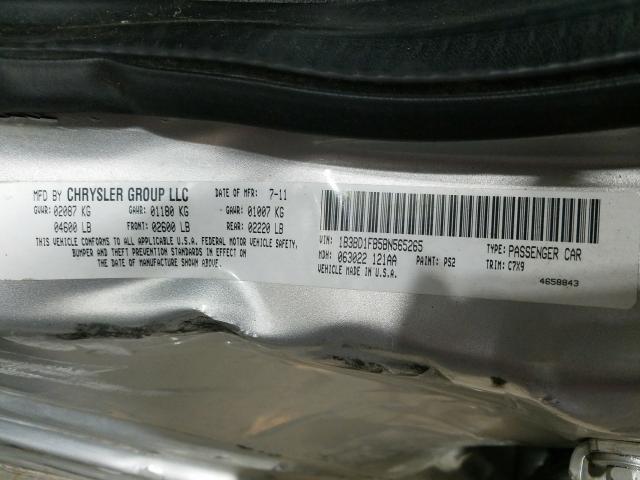 MFD BY CHRYSLER GROUP LLC DATE OF MFR: 7-11
GVWR: 02087 KG GAWR: 01180 KG GAWR: 01007 KG
04600 LB FRONT: 02600 LB REAR: 02220 LB
THIS VEHICLE CONFORMS TO ALL APPLICABLE U.S.A. FEDERAL MOTOR VEHICLE SAFETY,
BUMPER AND THEFT PREVENTION STANDARDS IN EFFECT ON
THE DATE OF MANUFACTURE SHOWN ABOVE.
VIN: 1B3BD1FB5BN565265 TYPE: PASSENGER CAR
MDH: 063022 121AA PAINT: PS2 TRIM: C7X9
VEHICLE MADE IN U.S.A.
4658843